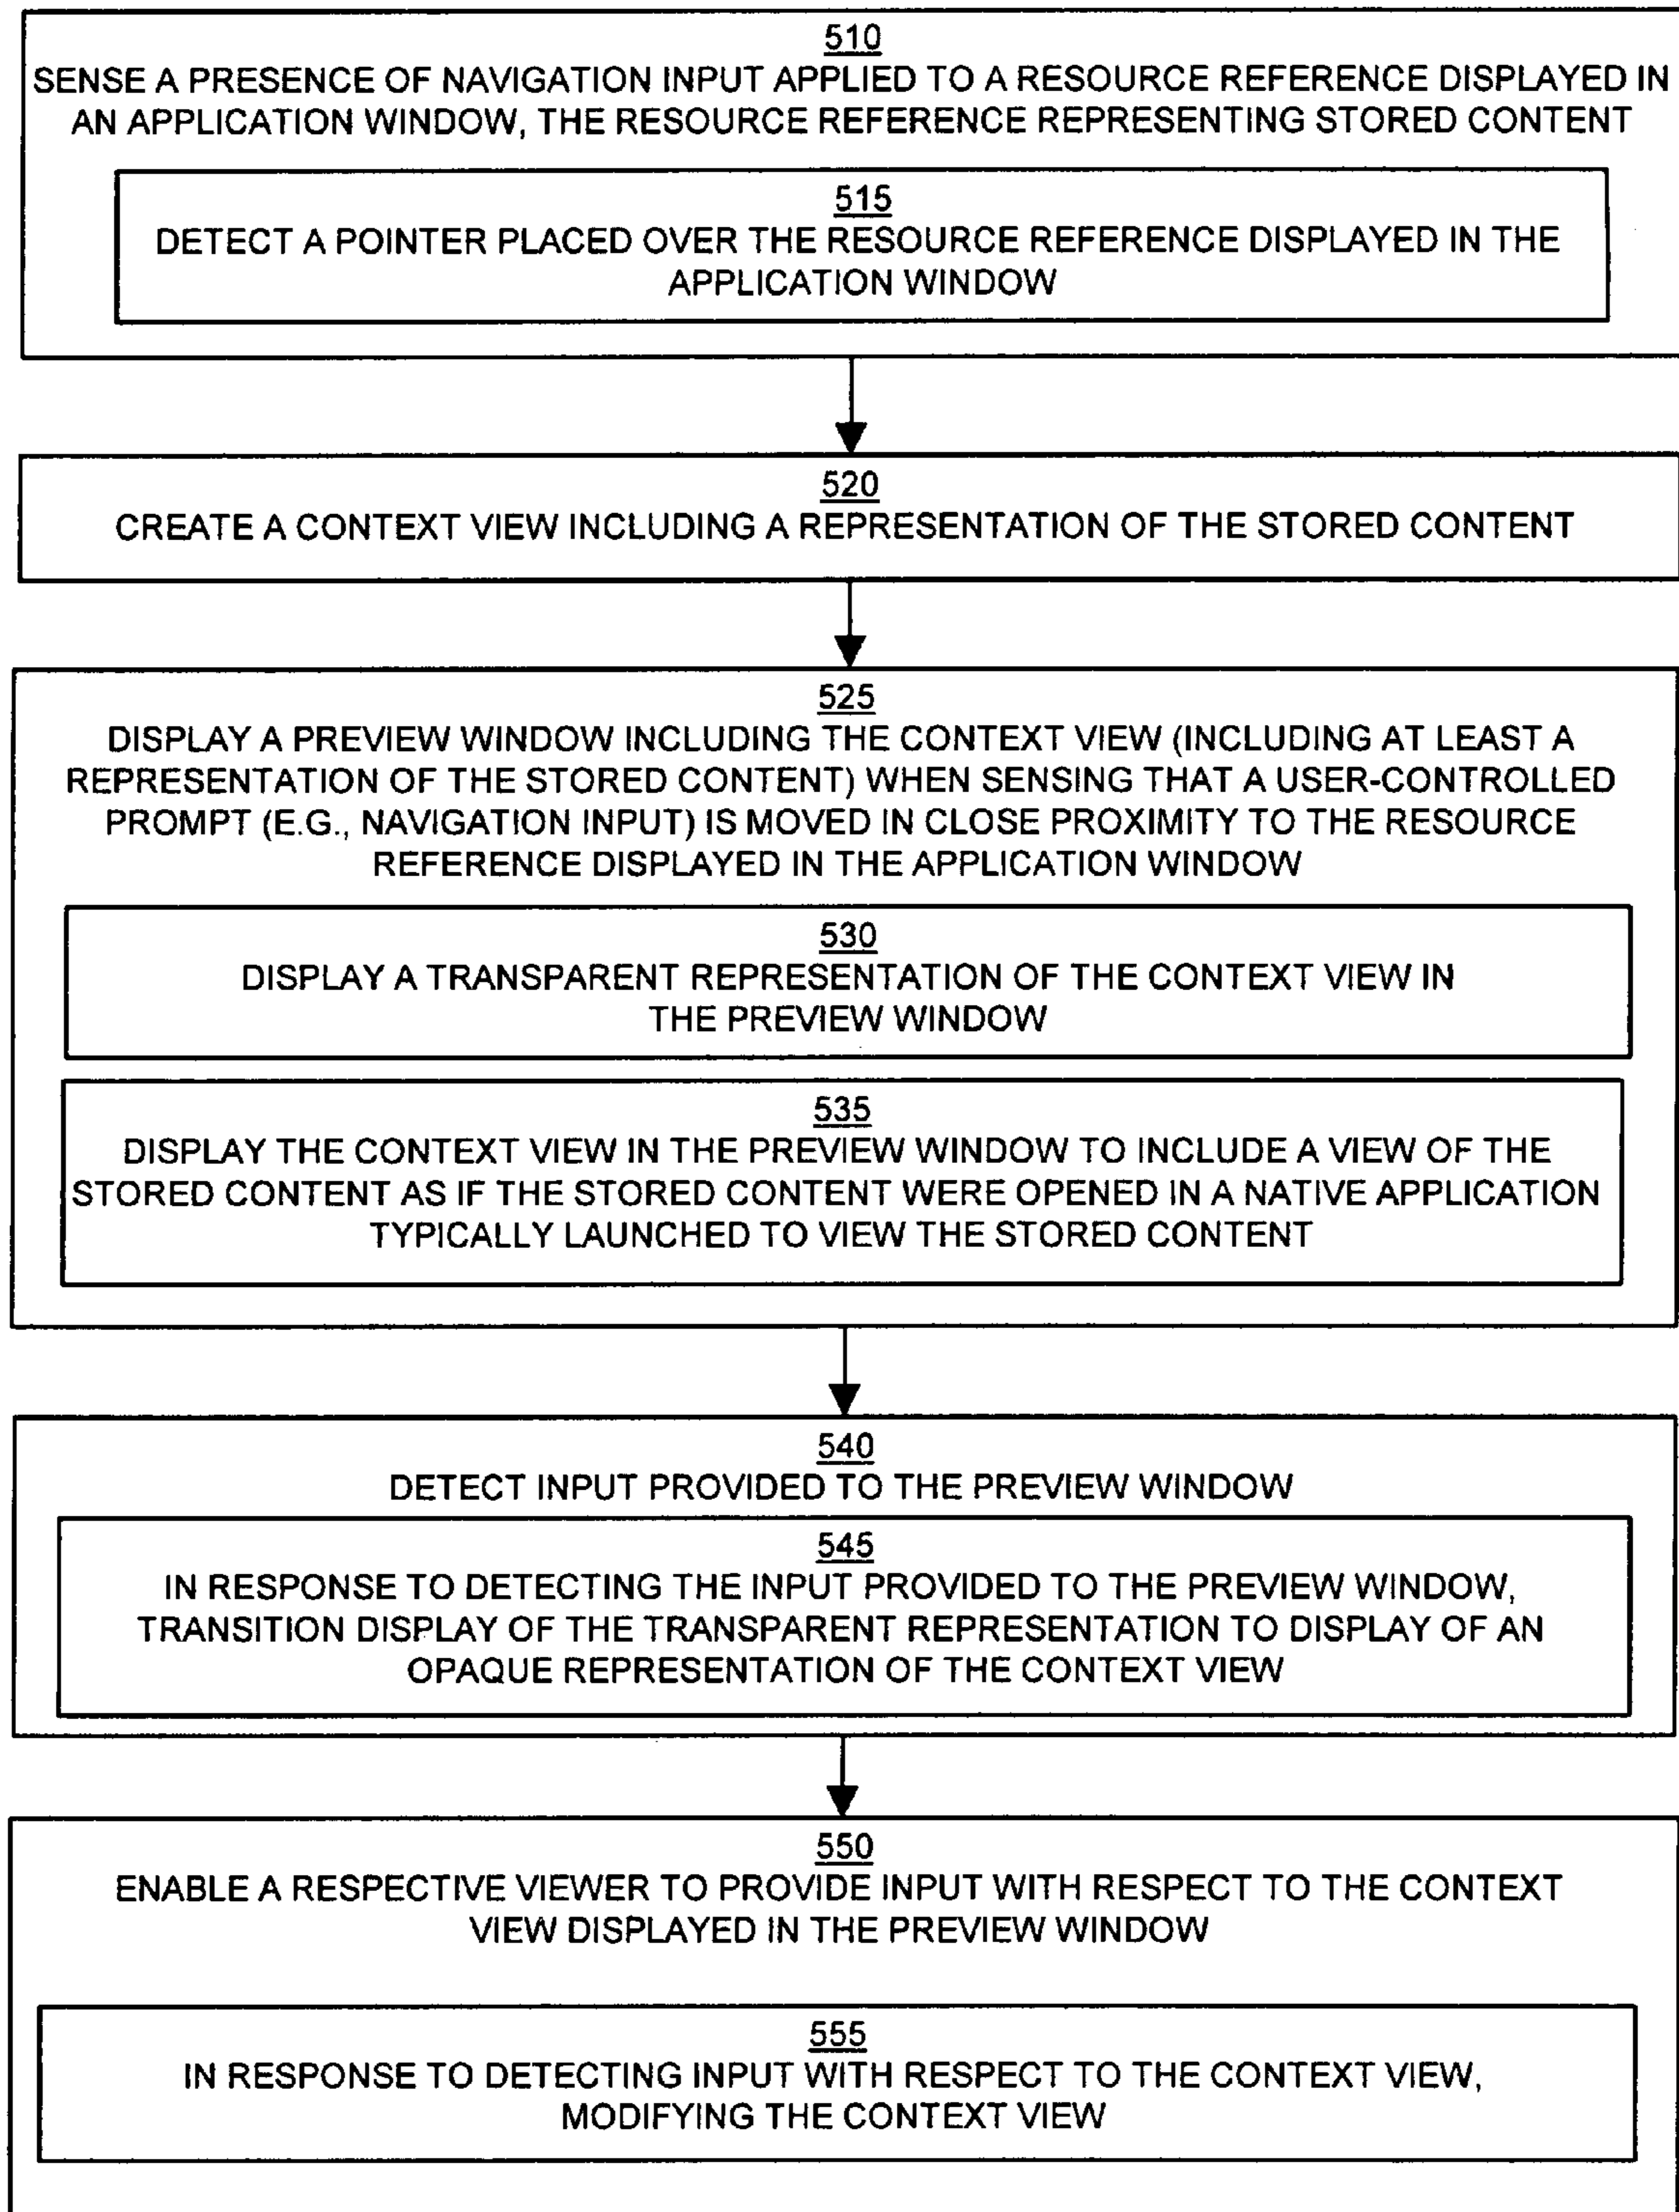 510
SENSE A PRESENCE OF NAVIGATION INPUT APPLIED TO A RESOURCE REFERENCE DISPLAYED IN
AN APPLICATION WINDOW, THE RESOURCE REFERENCE REPRESENTING STORED CONTENT
515
DETECT A POINTER PLACED OVER THE RESOURCE REFERENCE DISPLAYED IN THE
APPLICATION WINDOW
520
CREATE A CONTEXT VIEW INCLUDING A REPRESENTATION OF THE STORED CONTENT
525
DISPLAY A PREVIEW WINDOW INCLUDING THE CONTEXT VIEW (INCLUDING AT LEAST A
REPRESENTATION OF THE STORED CONTENT) WHEN SENSING THAT A USER-CONTROLLED
PROMPT (E.G., NAVIGATION INPUT) IS MOVED IN CLOSE PROXIMITY TO THE RESOURCE
REFERENCE DISPLAYED IN THE APPLICATION WINDOW
530
DISPLAY A TRANSPARENT REPRESENTATION OF THE CONTEXT VIEW IN
THE PREVIEW WINDOW
535
DISPLAY THE CONTEXT VIEW IN THE PREVIEW WINDOW TO INCLUDE A VIEW OF THE
STORED CONTENT AS IF THE STORED CONTENT WERE OPENED IN A NATIVE APPLICATION
TYPICALLY LAUNCHED TO VIEW THE STORED CONTENT
540
DETECT INPUT PROVIDED TO THE PREVIEW WINDOW
545
IN RESPONSE TO DETECTING THE INPUT PROVIDED TO THE PREVIEW WINDOW,
TRANSITION DISPLAY OF THE TRANSPARENT REPRESENTATION TO DISPLAY OF AN
OPAQUE REPRESENTATION OF THE CONTEXT VIEW
550
ENABLE A RESPECTIVE VIEWER TO PROVIDE INPUT WITH RESPECT TO THE CONTEXT
VIEW DISPLAYED IN THE PREVIEW WINDOW
555
IN RESPONSE TO DETECTING INPUT WITH RESPECT TO THE CONTEXT VIEW,
MODIFYING THE CONTEXT VIEW